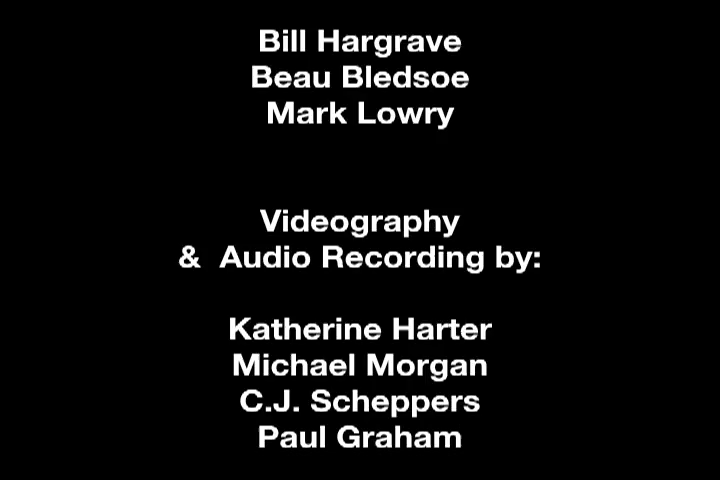 Bill Hargrave
Beau Bledsoe
Mark Lowry
Videography
& Audio Recording by:
Katherine Harter
Michael Morgan
C.J. Scheppers
Paul Graham